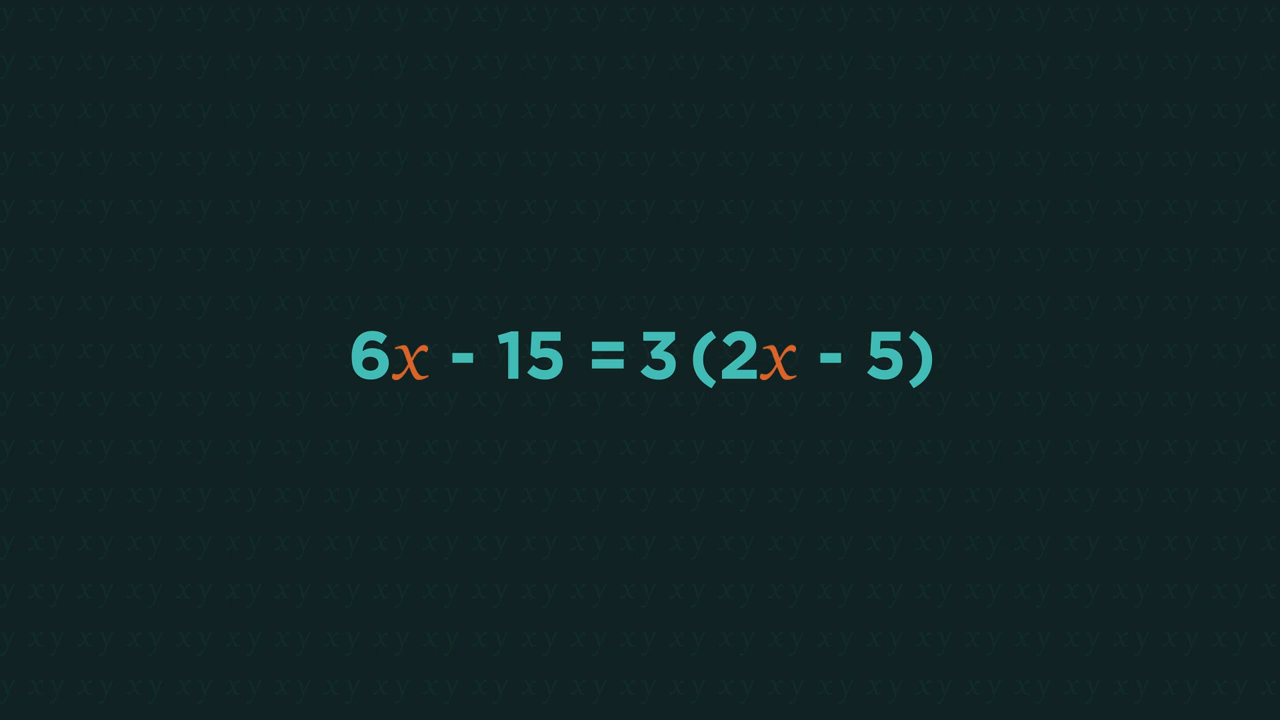 6x - 15 = 3 (2x - 5)